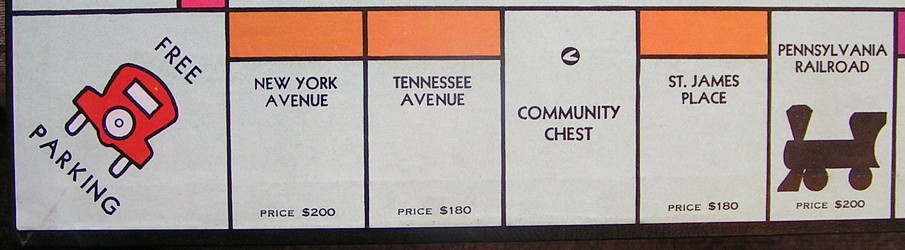 FREE
PARKING
NEW YORK
AVENUE
PRICE $200
TENNESSEE
AVENUE
PRICE $180
COMMUNITY
CHEST
ST. JAMES
PLACE
PRICE $180
PENNSYLVANIA
RAILROAD
PRICE $200